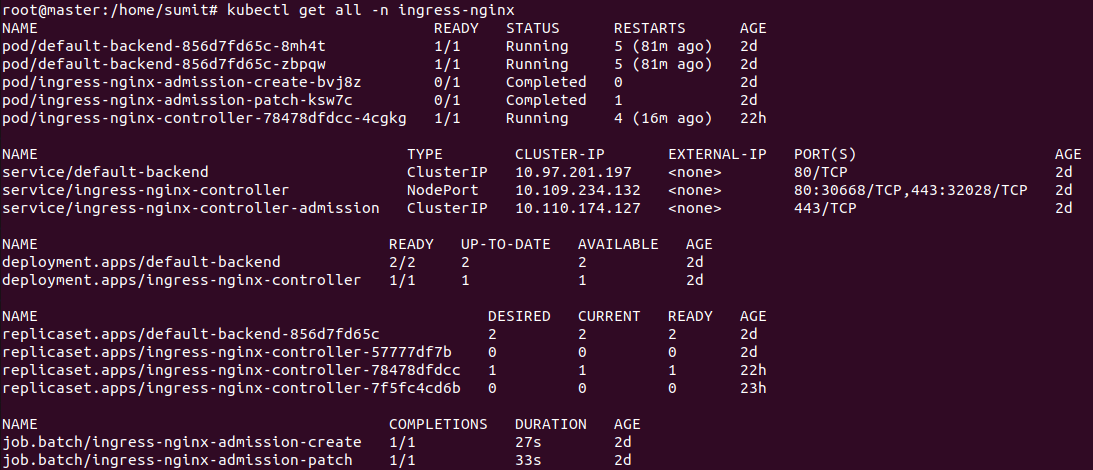 root@master:/home/sumit# kubectl get all -n ingress-nginx
NAME                                            READY   STATUS      RESTARTS      AGE
pod/default-backend-856d7fd65c-8mh4t            1/1     Running     5 (81m ago)   2d
pod/default-backend-856d7fd65c-zbpqw            1/1     Running     5 (81m ago)   2d
pod/ingress-nginx-admission-create-bvj8z        0/1     Completed   0             2d
pod/ingress-nginx-admission-patch-ksw7c         0/1     Completed   1             2d
pod/ingress-nginx-controller-78478dfdcc-4cgkg   1/1     Running     4 (16m ago)   22h

NAME                                         TYPE        CLUSTER-IP       EXTERNAL-IP   PORT(S)                      AGE
service/default-backend                      ClusterIP   10.97.201.197    <none>        80/TCP                       2d
service/ingress-nginx-controller             NodePort    10.109.234.132   <none>        80:30668/TCP,443:32028/TCP   2d
service/ingress-nginx-controller-admission   ClusterIP   10.110.174.127   <none>        443/TCP                      2d

NAME                                       READY   UP-TO-DATE   AVAILABLE   AGE
deployment.apps/default-backend            2/2     2            2           2d
deployment.apps/ingress-nginx-controller   1/1     1            1           2d

NAME                                                  DESIRED   CURRENT   READY   AGE
replicaset.apps/default-backend-856d7fd65c            2         2         2       2d
replicaset.apps/ingress-nginx-controller-57777df7b    0         0         0       2d
replicaset.apps/ingress-nginx-controller-78478dfdcc   1         1         1       22h
replicaset.apps/ingress-nginx-controller-7f5fc4cd6b   0         0         0       23h

NAME                                       COMPLETIONS   DURATION   AGE
job.batch/ingress-nginx-admission-create   1/1           27s        2d
job.batch/ingress-nginx-admission-patch    1/1           33s        2d